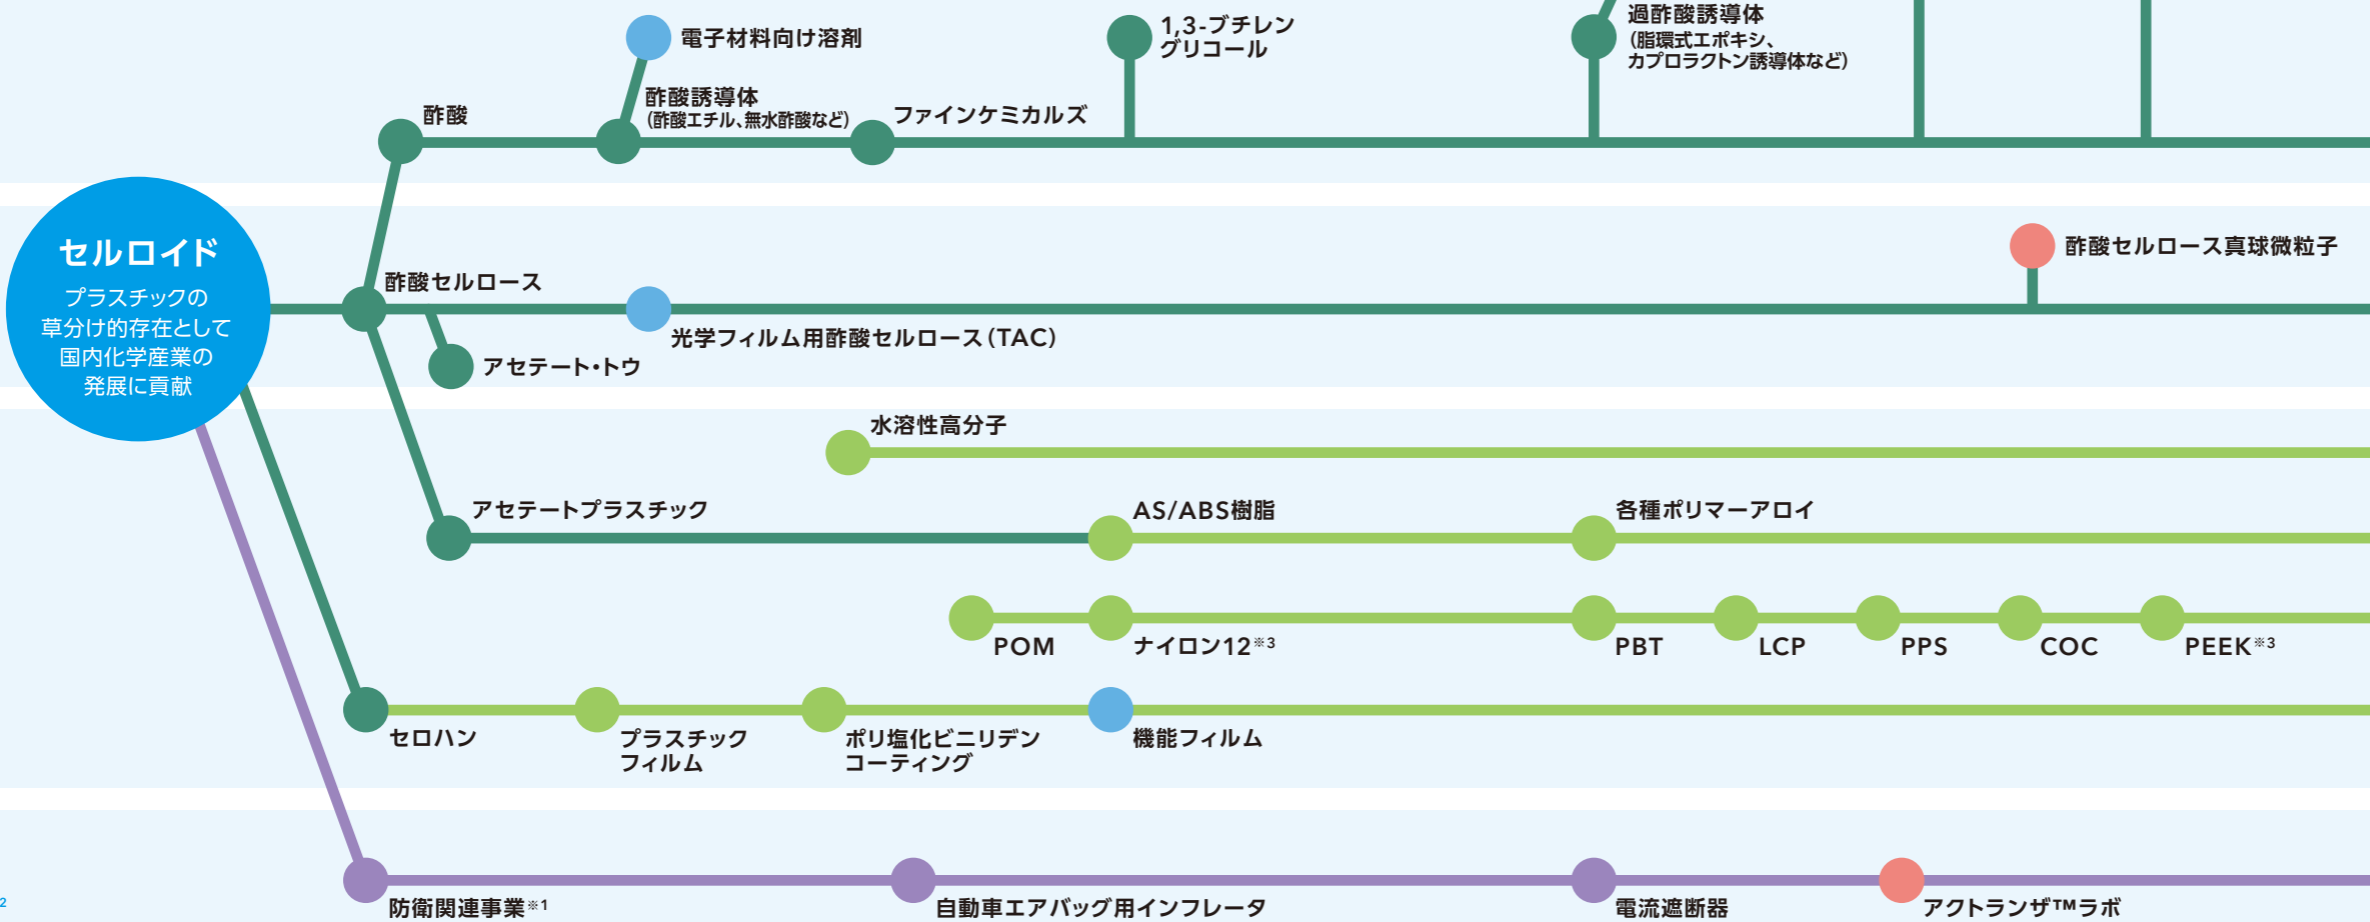 過酢酸誘導体
(脂環式エポキシ、
カプロラクトン誘導体など)
1,3-ブチレン
グリコール
電子材料向け溶剤
酢酸誘導体
(酢酸エチル、無水酢酸など)
酢酸
ファインケミカルズ
セルロイド
プラスチックの
草分け的存在として
国内化学産業の
発展に貢献
酢酸セルロース
酢酸セルロース真球微粒子
光学フィルム用酢酸セルロース(TAC)
アセテート・トウ
水溶性高分子
アセテートプラスチック
AS/ABS樹脂
各種ポリマーアロイ
POM
ナイロン12※3
PBT
LCP
PPS
COC
PEEK※3
セロハン
プラスチック
フィルム
ポリ塩化ビニリデン
コーティング
機能フィルム
防衛関連事業※1
自動車エアバッグ用インフレータ
電流遮断器
アクトランザ™ラボ
2